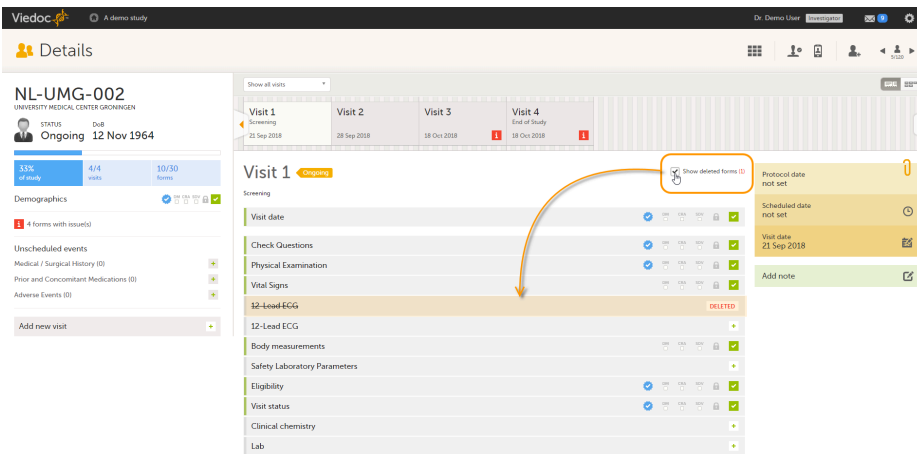 Viedoc
A demo study
Dr. Demo User Investigator
9
Details
5/120
NL-UMG-002
UNIVERSITY MEDICAL CENTER GRONINGEN
STATUS DoB
Ongoing 12 Nov 1964
33% 4/4 10/30
of study visits forms
Demographics
4 forms with issue(s)
Unscheduled events
Medical / Surgical History (0)
Prior and Concomitant Medications (0)
Adverse Events (0)
Add new visit
Show all visits
Visit 1 Visit 2 Visit 3 Visit 4
Screening End of Study
21 Sep 2018 28 Sep 2018 18 Oct 2018 18 Oct 2018
Visit 1 Ongoing
Show deleted forms (1)
Screening
Visit date
Check Questions
Physical Examination
Vital Signs
12-Lead ECG DELETED
12-Lead ECG
Body measurements
Safety Laboratory Parameters
Eligibility
Visit status
Clinical chemistry
Lab
Protocol date
not set
Scheduled date
not set
Visit date
21 Sep 2018
Add note